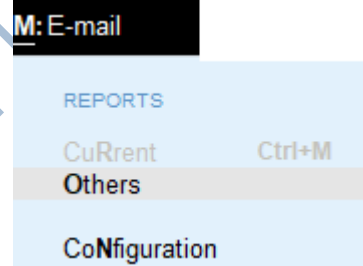 M: E-mail
REPORTS
CuRrent Ctrl+M
Others
CoNfiguration